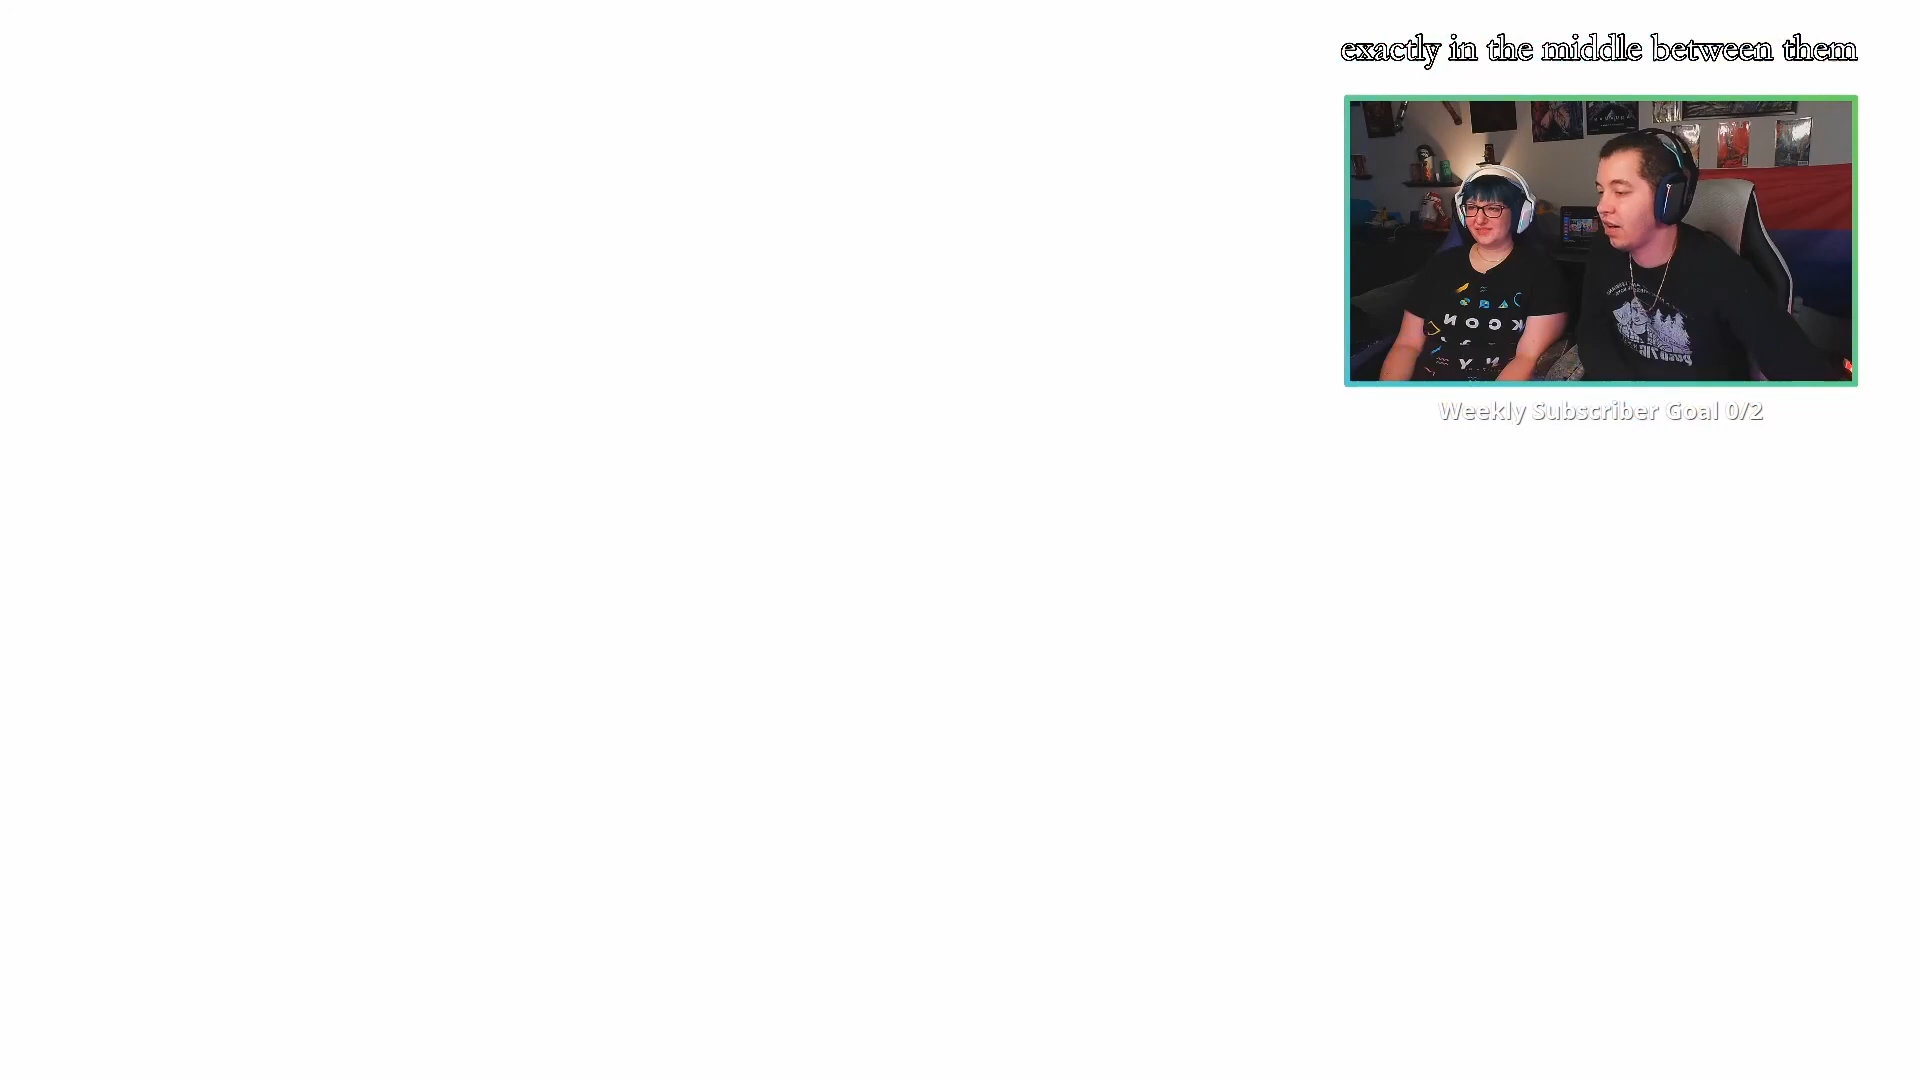 exactly in the middle between them
Weekly Subscriber Goal 0/2